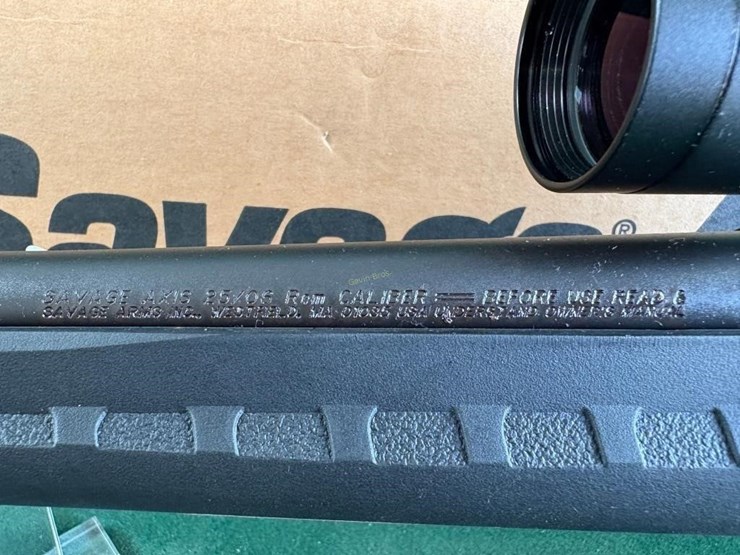 Savage®
SAVAGE AXIS 25/06 Rem CALIBER BEFORE USE READ &
SAVAGE ARMS INC., WESTFIELD, MA 01085 USA UNDERSTAND OWNER'S MANUAL